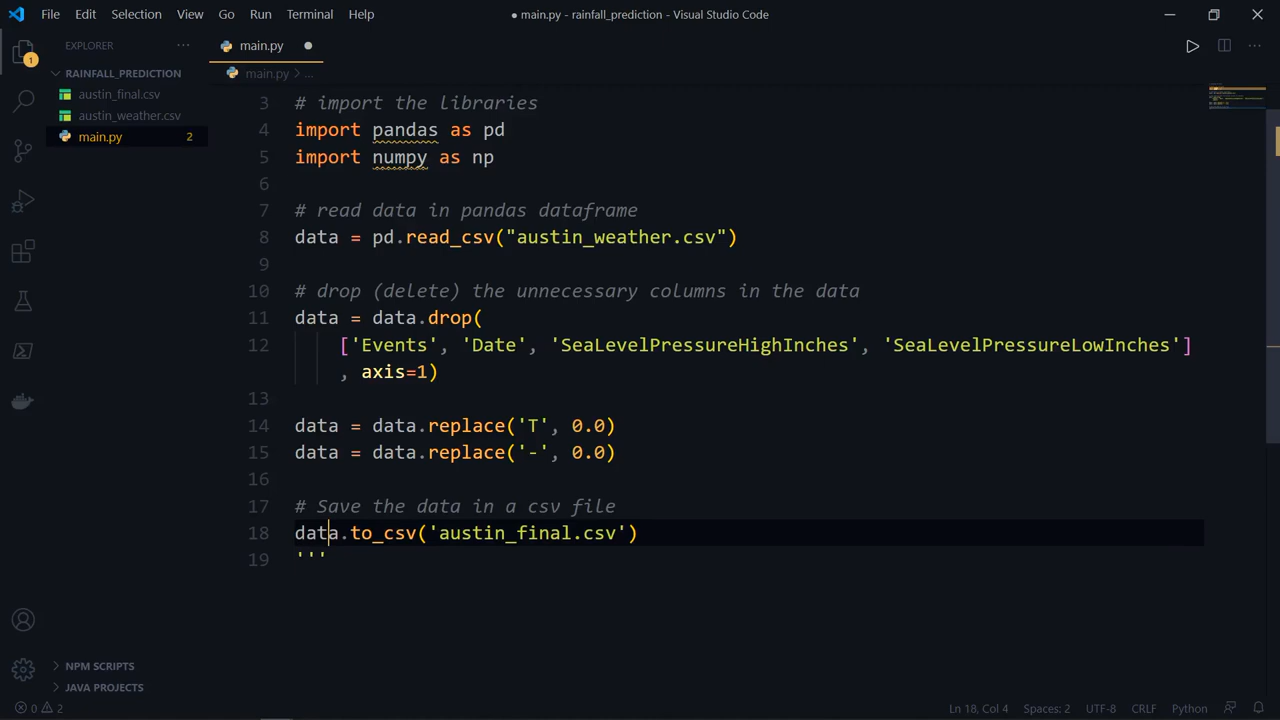 File Edit Selection View Go Run Terminal Help
● main.py - rainfall_prediction - Visual Studio Code
EXPLORER
1
RAINFALL_PREDICTION
austin_final.csv
austin_weather.csv
main.py 2
main.py
main.py > ...
3 # import the libraries
4 import pandas as pd
5 import numpy as np
6
7 # read data in pandas dataframe
8 data = pd.read_csv("austin_weather.csv")
9
10 # drop (delete) the unnecessary columns in the data
11 data = data.drop(
12 ['Events', 'Date', 'SeaLevelPressureHighInches', 'SeaLevelPressureLowInches']
, axis=1)
13
14 data = data.replace('T', 0.0)
15 data = data.replace('-', 0.0)
16
17 # Save the data in a csv file
18 data.to_csv('austin_final.csv')
19 '''
NPM SCRIPTS
JAVA PROJECTS
0 2
Ln 18, Col 4 Spaces: 2 UTF-8 CRLF Python